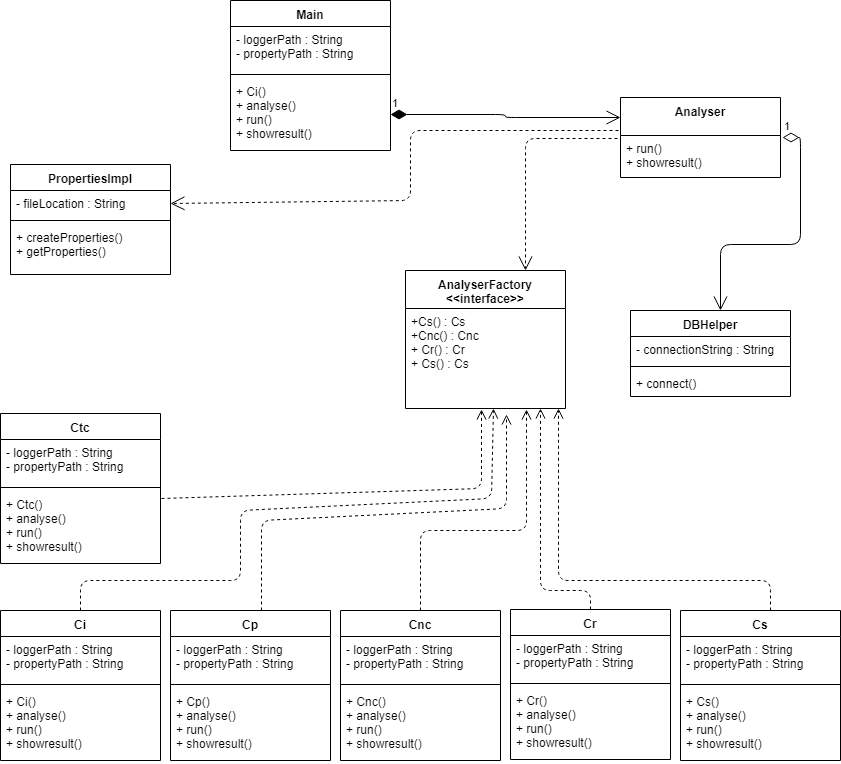 Main
- loggerPath : String
- propertyPath : String
+ Ci()
+ analyse()
+ run()
+ showresult()
1
Analyser
+ run()
+ showresult()
1
PropertiesImpl
- fileLocation : String
+ createProperties()
+ getProperties()
AnalyserFactory
<<interface>>
+Cs() : Cs
+Cnc() : Cnc
+ Cr() : Cr
+ Cs() : Cs
DBHelper
- connectionString : String
+ connect()
Ctc
- loggerPath : String
- propertyPath : String
+ Ctc()
+ analyse()
+ run()
+ showresult()
Ci
- loggerPath : String
- propertyPath : String
+ Ci()
+ analyse()
+ run()
+ showresult()
Cp
- loggerPath : String
- propertyPath : String
+ Cp()
+ analyse()
+ run()
+ showresult()
Cnc
- loggerPath : String
- propertyPath : String
+ Cnc()
+ analyse()
+ run()
+ showresult()
Cr
- loggerPath : String
- propertyPath : String
+ Cr()
+ analyse()
+ run()
+ showresult()
Cs
- loggerPath : String
- propertyPath : String
+ Cs()
+ analyse()
+ run()
+ showresult()